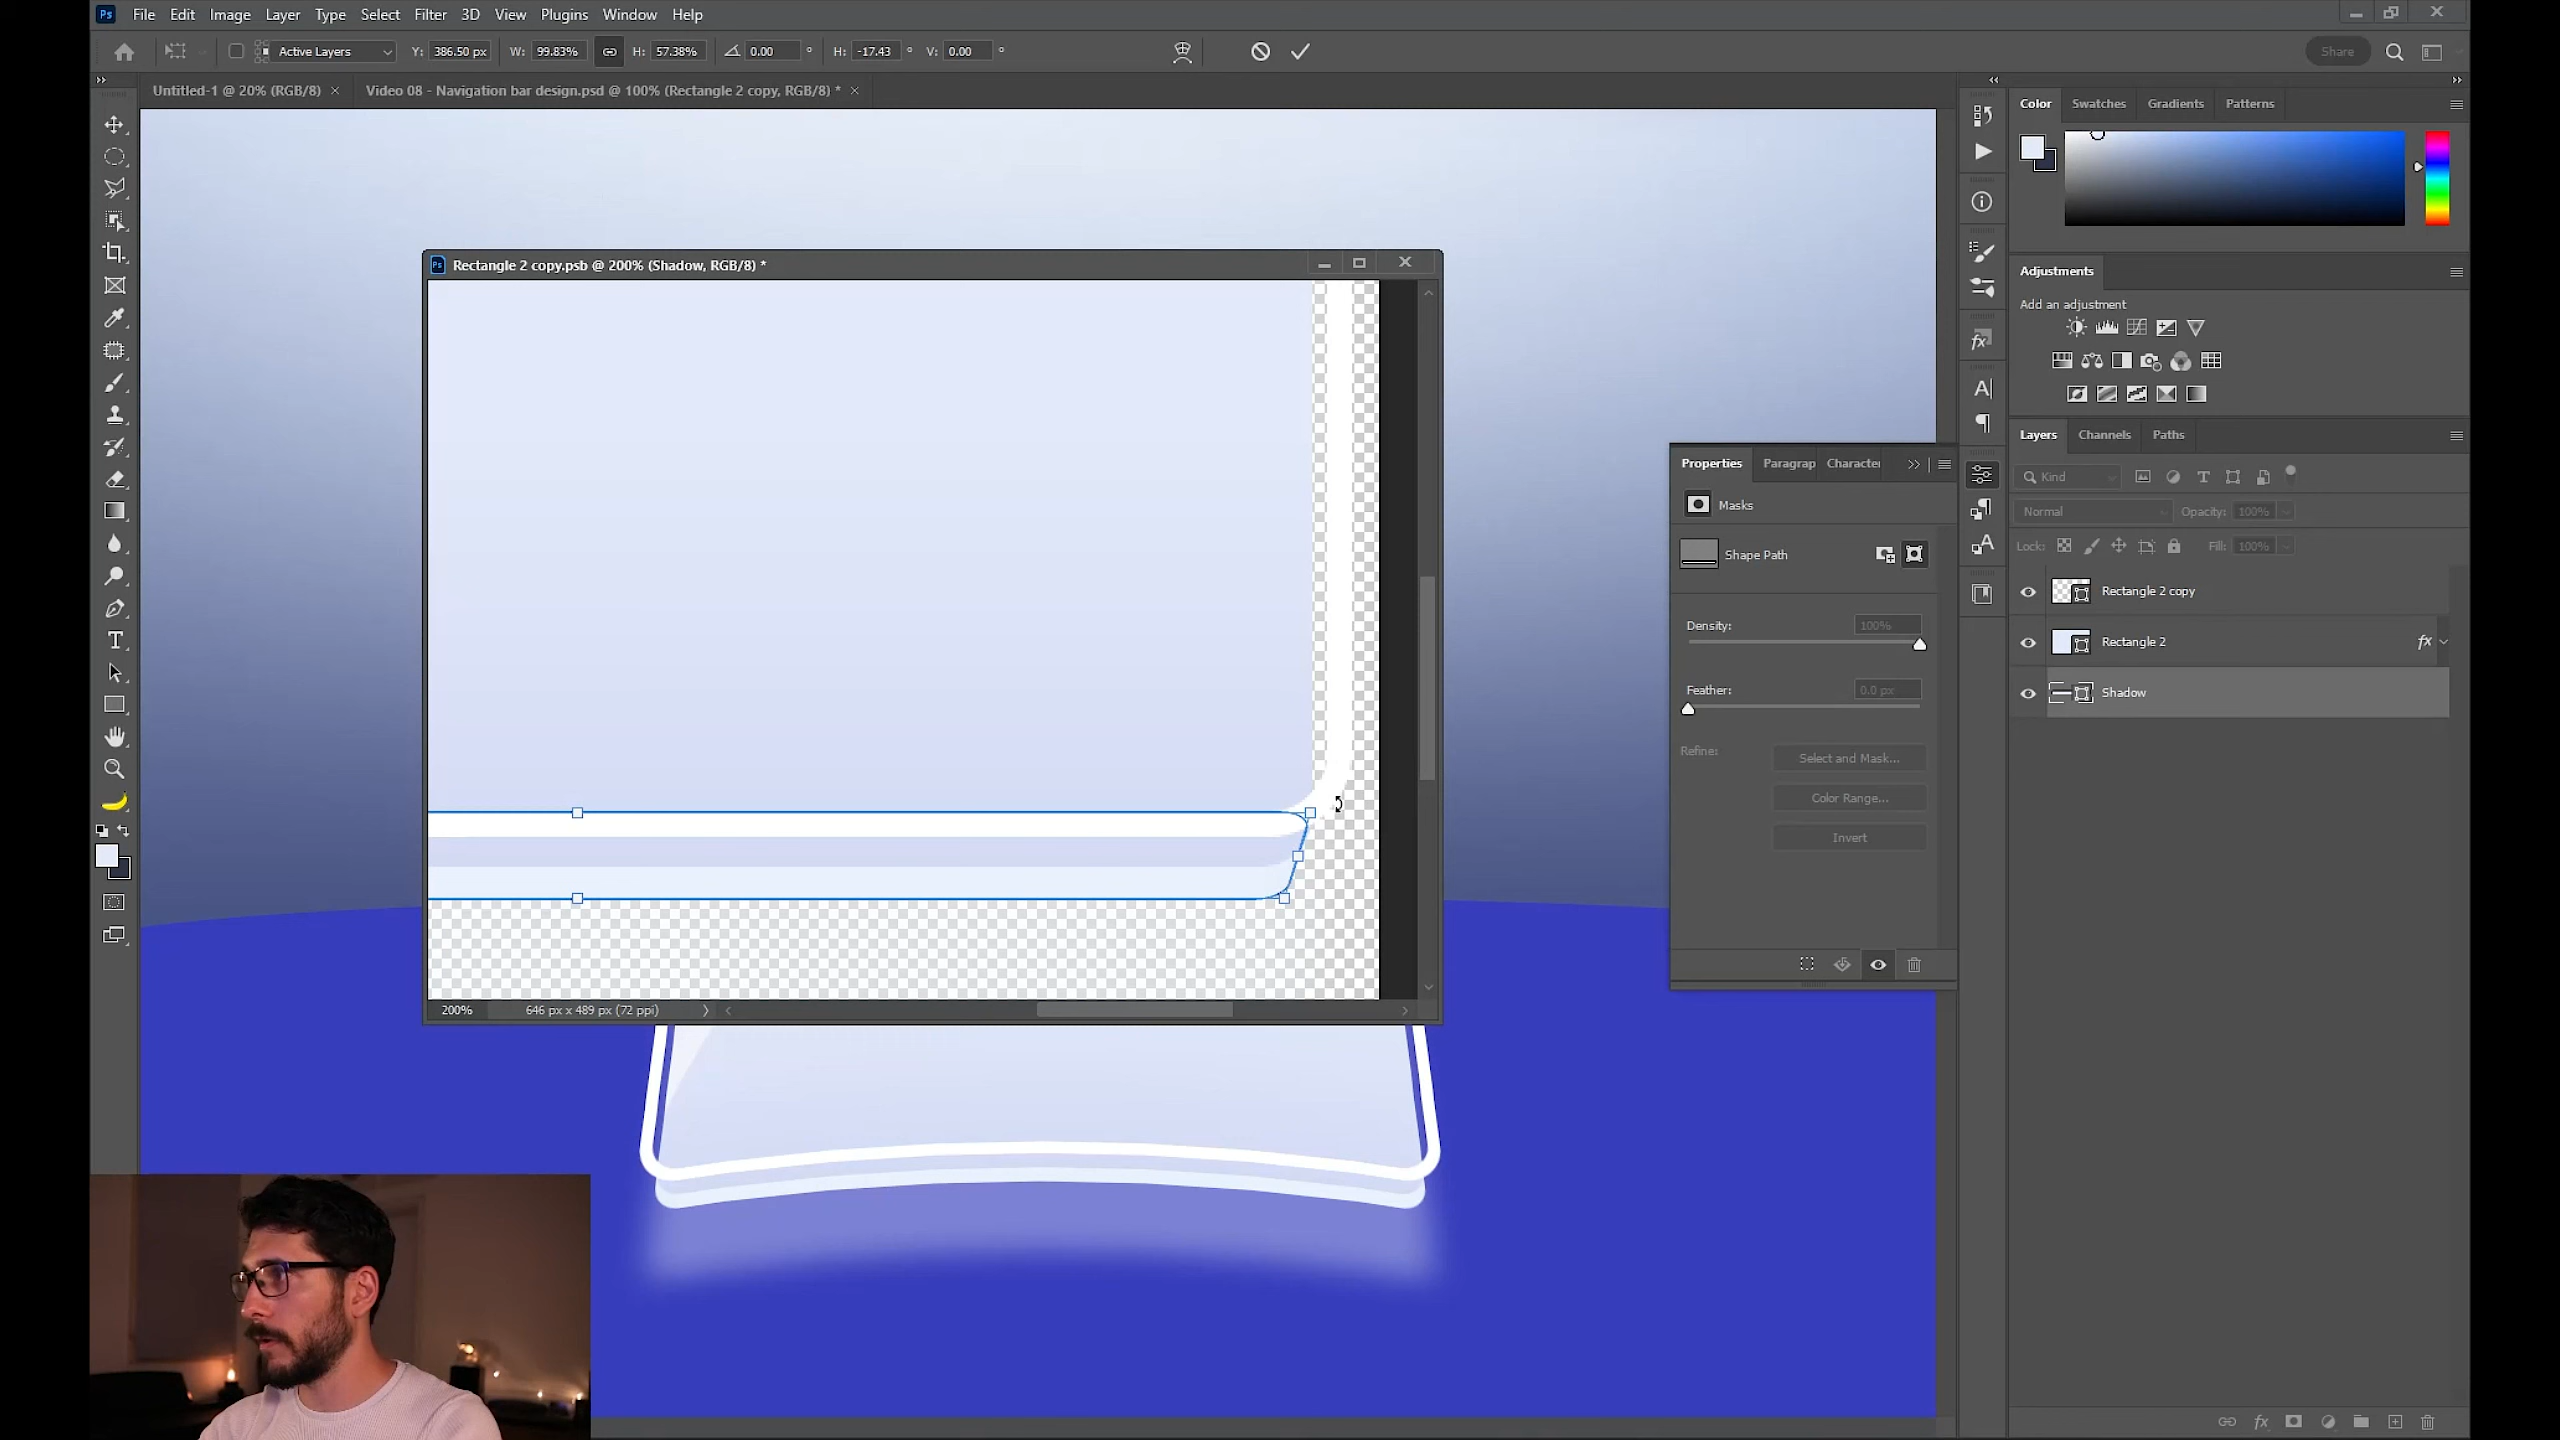 Ps File Edit Image Layer Type Select Filter 3D View Plugins Window Help
Active Layers Y: 386.50 px W: 99.83% H: 57.38% 0.00 ° H: -17.43 ° V: 0.00 ° Share
Untitled-1 @ 20% (RGB/8) × Video 08 - Navigation bar design.psd @ 100% (Rectangle 2 copy, RGB/8) * ×
Color Swatches Gradients Patterns
Ps Rectangle 2 copy.psb @ 200% (Shadow, RGB/8) *
Adjustments
Add an adjustment
Layers Channels Paths
Kind
Normal Opacity: 100%
Lock: Fill: 100%
Rectangle 2 copy
Rectangle 2 fx
Shadow
Properties Paragrap Character
Masks
Shape Path
Density: 100%
Feather: 0.0 px
Refine: Select and Mask...
Color Range...
Invert
200% 646 px x 489 px (72 ppi)